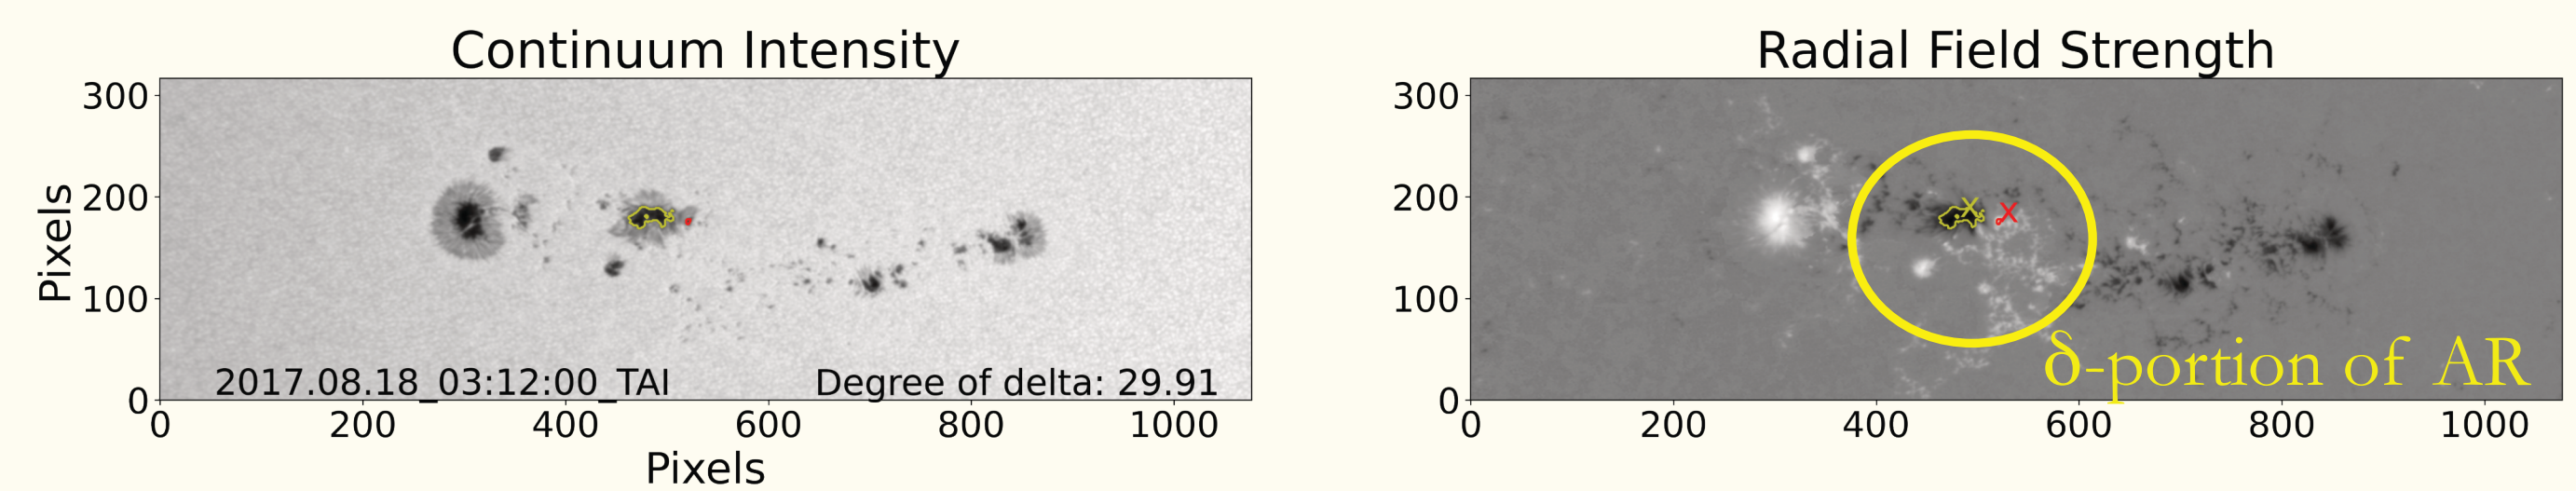 Continuum Intensity
Radial Field Strength
300
200
100
0
Pixels
2017.08.18_03:12:00_TAI
Degree of delta: 29.91
0 200 400 600 800 1000
Pixels
300
200
100
0
δ-portion of AR
0 200 400 600 800 1000